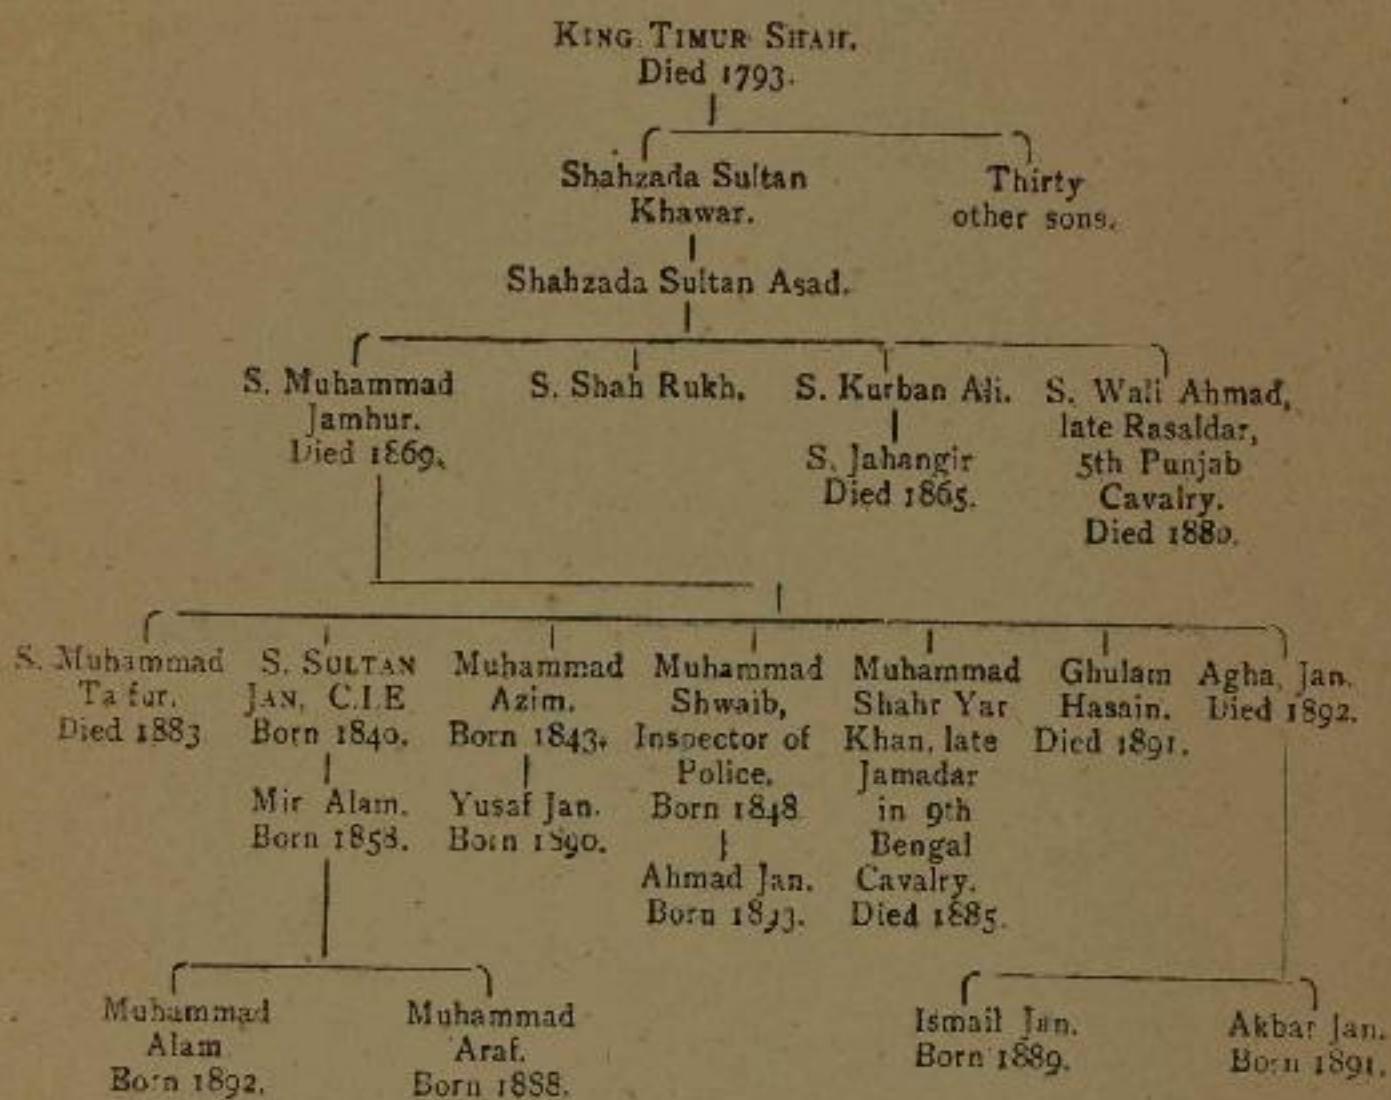 KING TIMUR SHAH.
Died 1793.
Shahzada Sultan
Khawar.
Thirty
other sons.
Shahzada Sultan Asad.
S. Muhammad
Jamhur.
Died 1869.
S. Shah Rukh.
S. Kurban Ali.
S. Jahangir
Died 1865.
S. Wali Ahmad,
late Rasaldar,
5th Punjab
Cavalry.
Died 1880.
S. Muhammad
Taifur.
Died 1883
S. SULTAN
JAN, C.I.E
Born 1840.
Mir Alam.
Born 1858.
Muhammad
Azim.
Born 1843.
Yusaf Jan.
Born 1890.
Muhammad
Shwaib,
Inspector of
Police.
Born 1848
Ahmad Jan.
Born
Muhammad
Shahr Yar
Khan, late
Jamadar
in 9th
Bengal
Cavalry.
Died 1885.
Ghulam
Hasain.
Died 1891.
Agha, Jan.
Died 1892.
Muhammad
Alam
Born 1892.
Muhammad
Araf.
Born 1888.
Ismail Jan.
Born 1889.
Akbar Jan.
Born 1891.